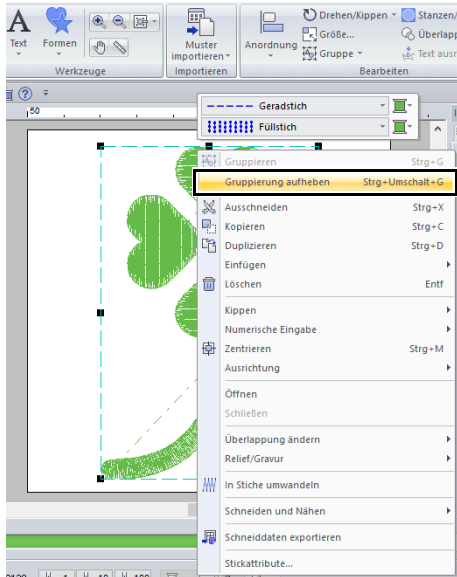 Text
Formen
Muster
importieren
Anordnung
Drehen/Kippen
Größe...
Gruppe
Stanzen/
Überlapp
Text ausr
Werkzeuge
Importieren
Bearbeiten
50
Geradstich
Füllstich
Gruppieren Strg+G
Gruppierung aufheben Strg+Umschalt+G
Ausschneiden Strg+X
Kopieren Strg+C
Duplizieren Strg+D
Einfügen
Löschen Entf
Kippen
Numerische Eingabe
Zentrieren Strg+M
Ausrichtung
Öffnen
Schließen
Überlappung ändern
Relief/Gravur
In Stiche umwandeln
Schneiden und Nähen
Schneiddaten exportieren
Stickattribute...